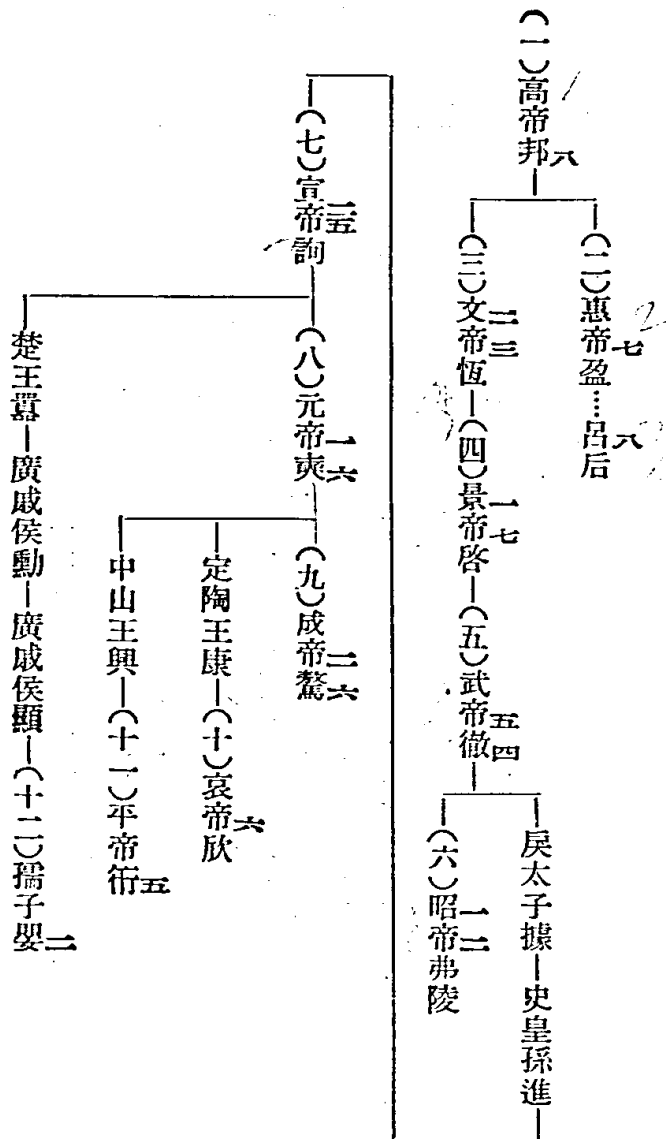 (一)高帝邦八
(二)惠帝盈七……呂后八
(三)文帝恆二三—(四)景帝啓一七—(五)武帝徹五四
戾太子據—史皇孫進
(六)昭帝弗陵一二
(七)宣帝詢二五
(八)元帝奭一六
(九)成帝驁二六
定陶王康—(十)哀帝欣六
中山王興—(十一)平帝衎五
楚王囂—廣戚侯勳—廣戚侯顯—(十二)孺子嬰二